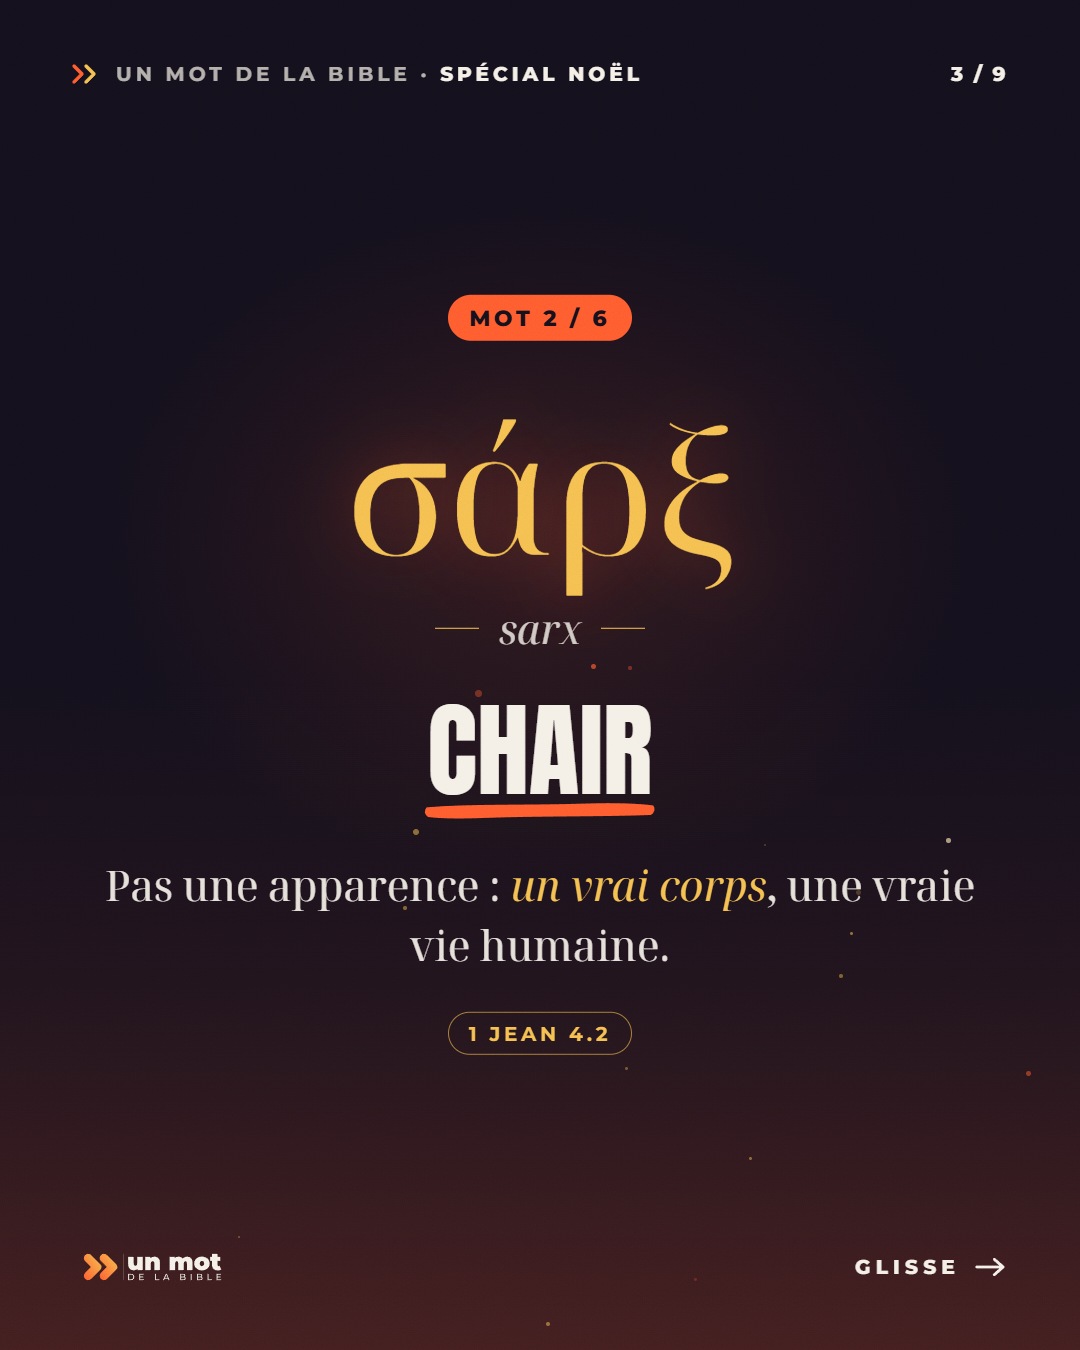 UN MOT DE LA BIBLE · SPÉCIAL NOËL
3 / 9
MOT 2 / 6
σάρξ
sarx
CHAIR
Pas une apparence : un vrai corps, une vraie
vie humaine.
1 JEAN 4.2
un mot
DE LA BIBLE
GLISSE →